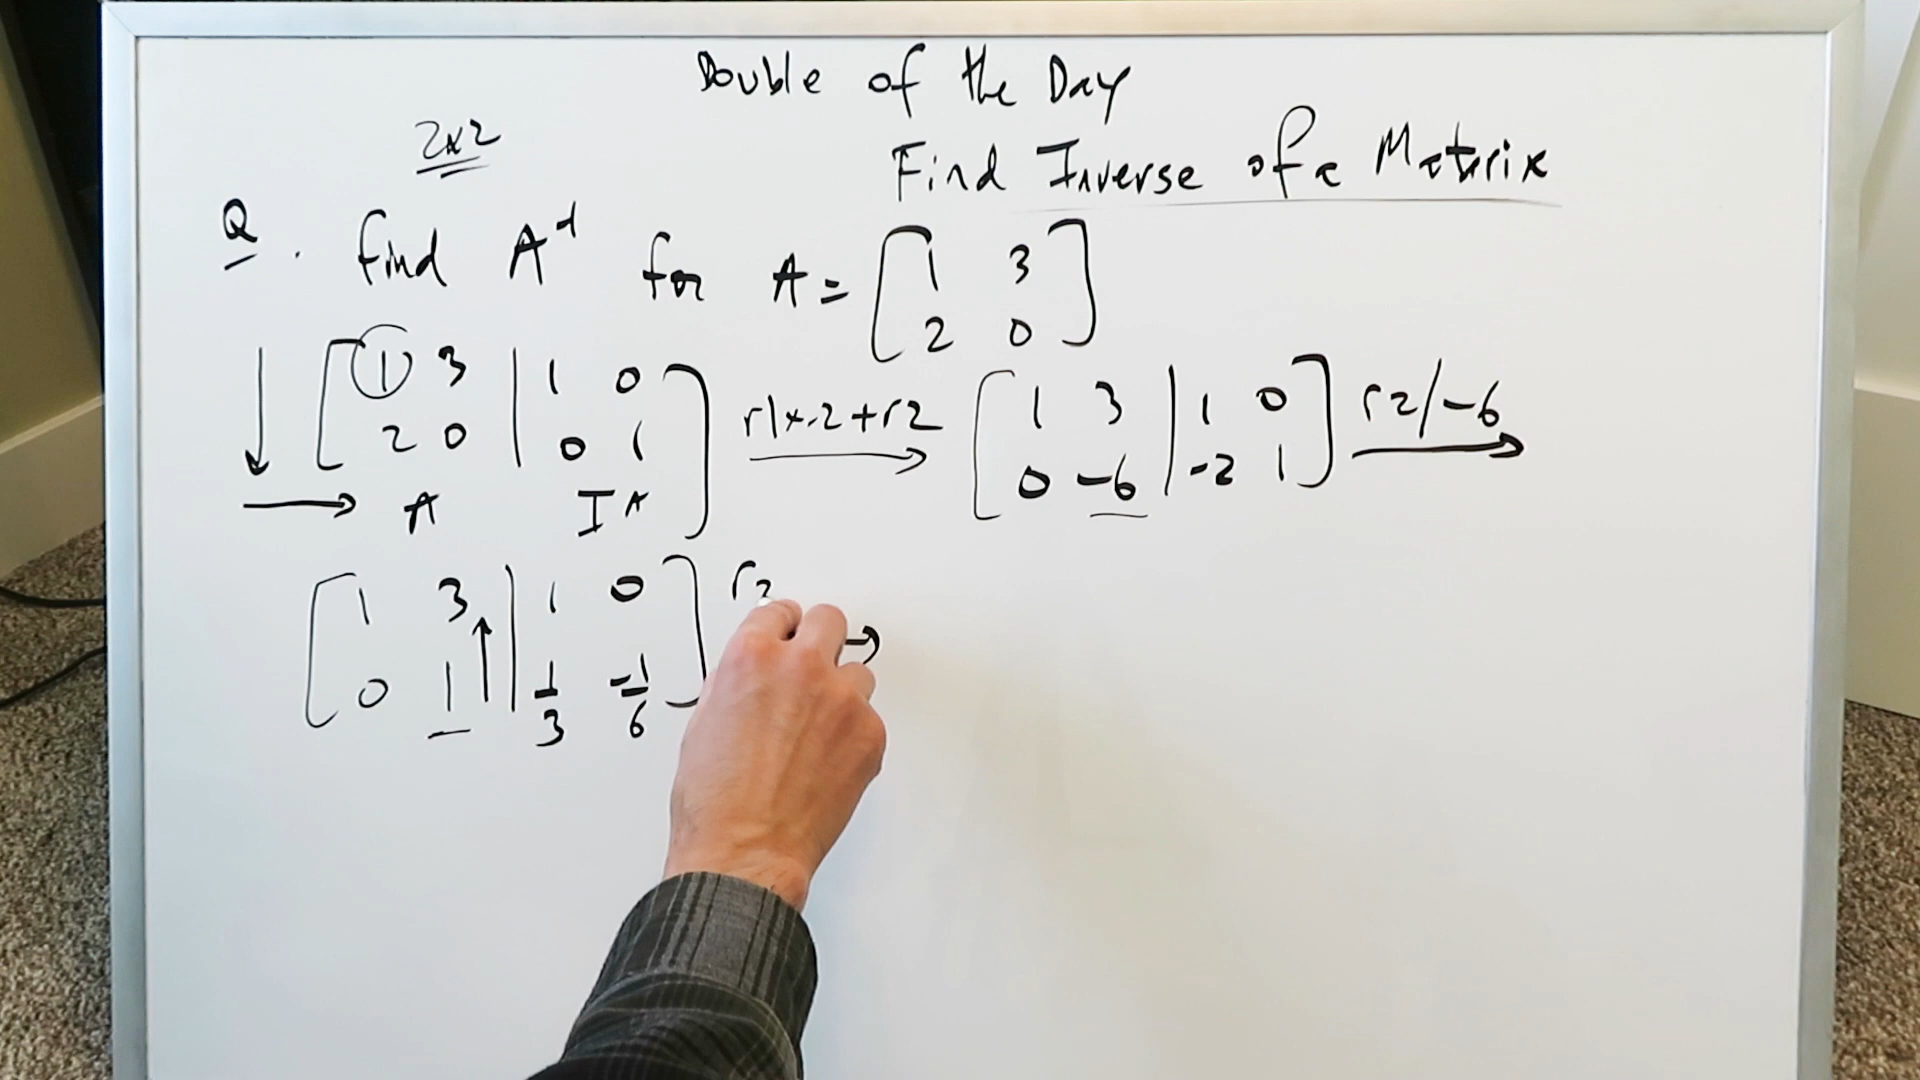 Double of the Day
2x2
Find Inverse of a Matrix
Q. find A⁻¹ for A = [1 3
2 0]
[1 3 | 1 0
2 0 | 0 1]
A IA
r1x-2+r2
[1 3 | 1 0
0 -6 | -2 1]
r2/-6
[1 3 | 1 0
0 1 | 1/3 -1/6]